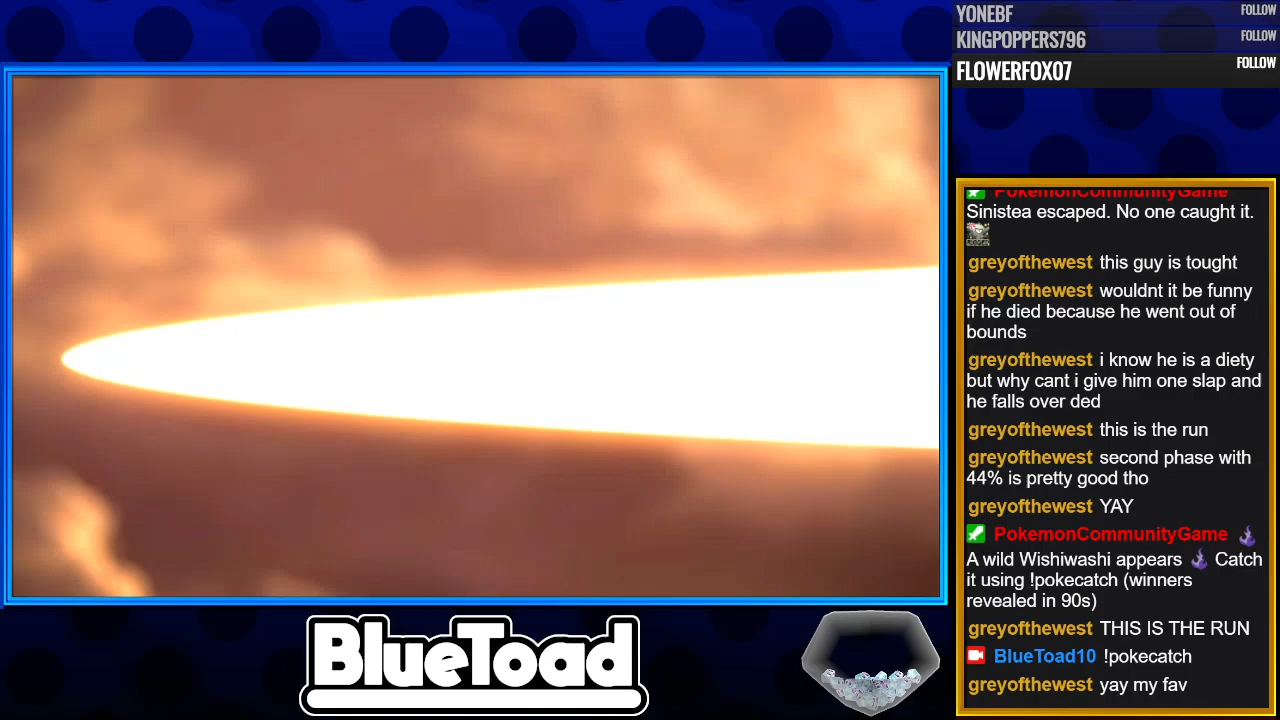 YONEBF FOLLOW
KINGPOPPERS796 FOLLOW
FLOWERFOX07 FOLLOW
PokemonCommunityGame
Sinistea escaped. No one caught it.
greyofthewest this guy is tought
greyofthewest wouldnt it be funny
if he died because he went out of
bounds
greyofthewest i know he is a diety
but why cant i give him one slap and
he falls over ded
greyofthewest this is the run
greyofthewest second phase with
44% is pretty good tho
greyofthewest YAY
PokemonCommunityGame
A wild Wishiwashi appears Catch
it using !pokecatch (winners
revealed in 90s)
greyofthewest THIS IS THE RUN
BlueToad10 !pokecatch
greyofthewest yay my fav
BlueToad